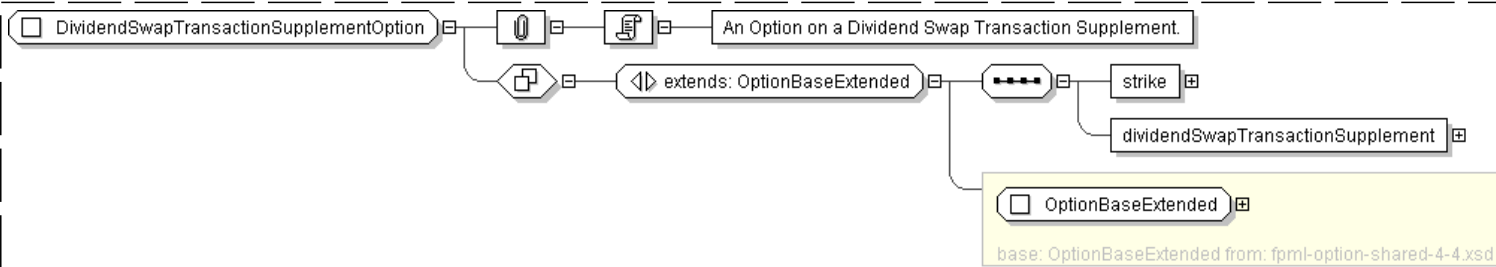 DividendSwapTransactionSupplementOption
An Option on a Dividend Swap Transaction Supplement.
extends: OptionBaseExtended
strike
dividendSwapTransactionSupplement
OptionBaseExtended
base: OptionBaseExtended from: fpml-option-shared-4-4.xsd